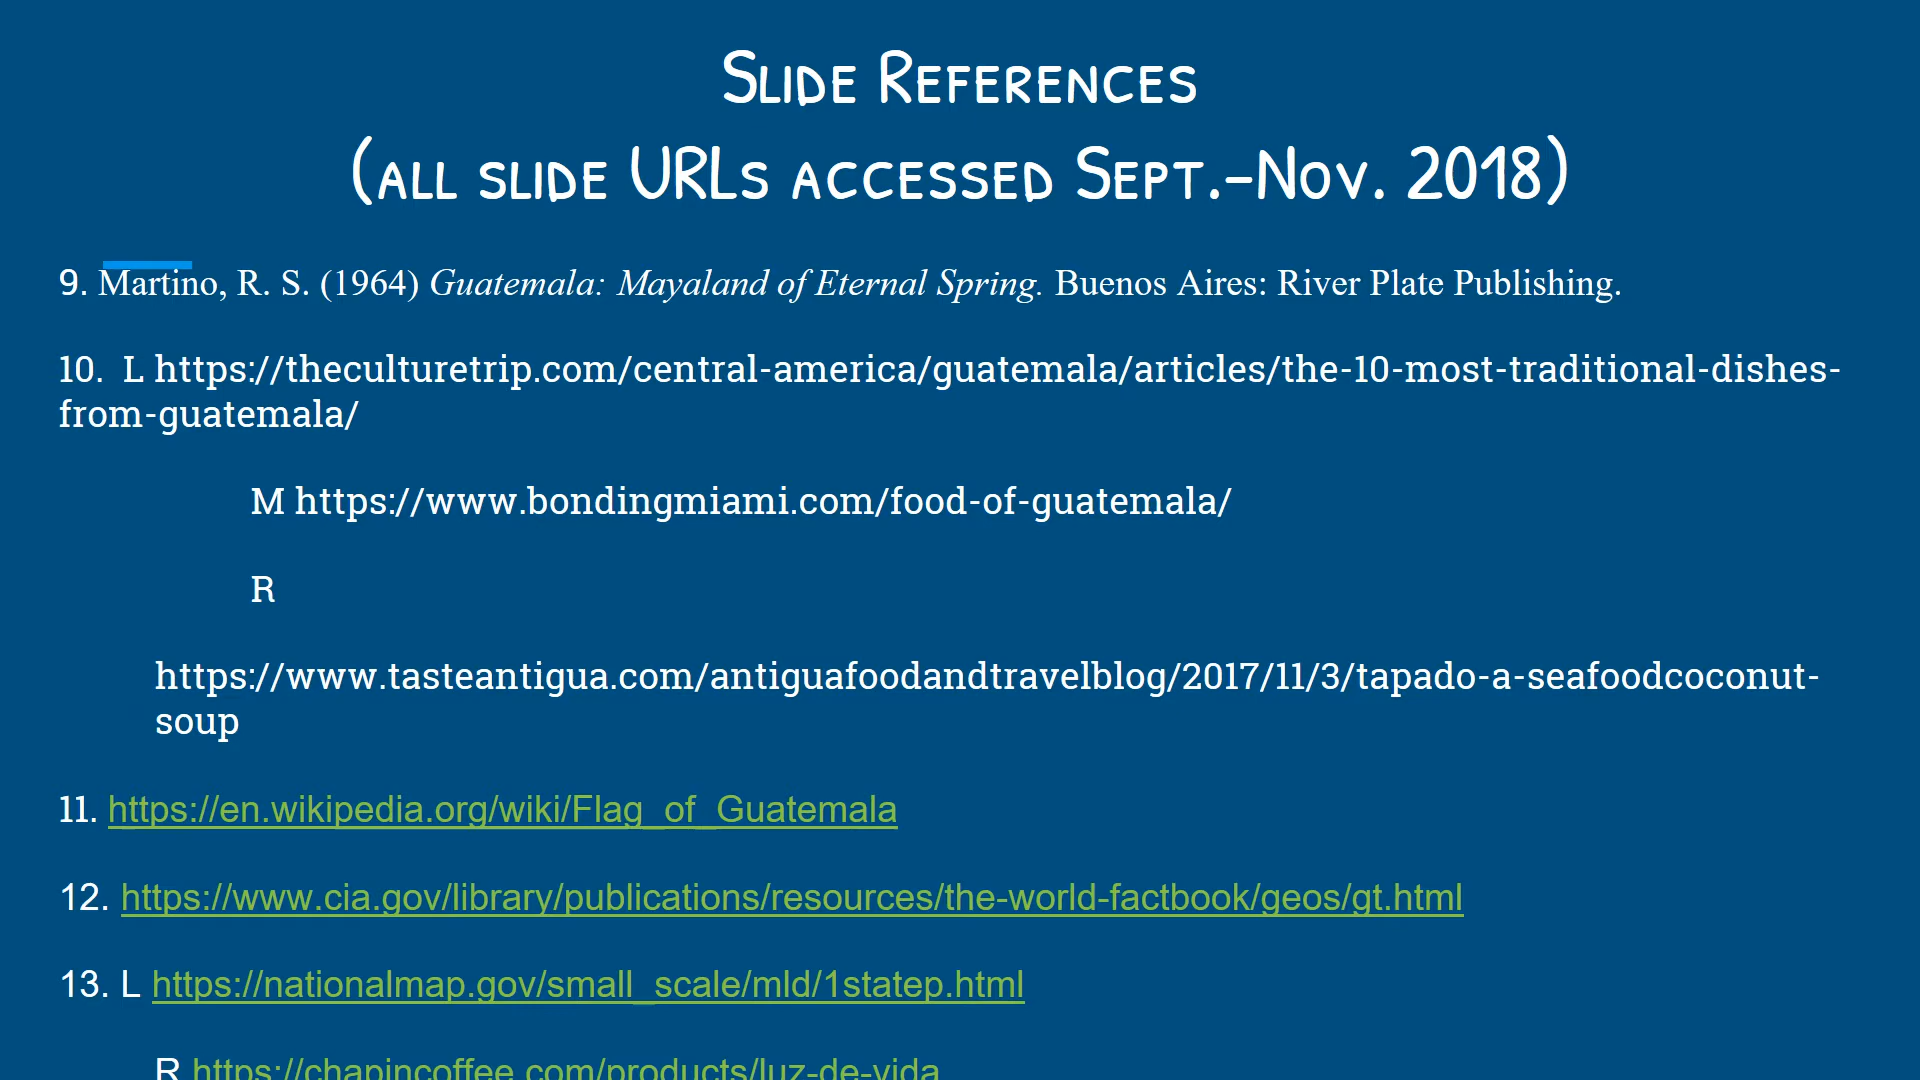 Slide References
(all slide URLs accessed Sept.-Nov. 2018)
9. Martino, R. S. (1964) Guatemala: Mayaland of Eternal Spring. Buenos Aires: River Plate Publishing.
10. L https://theculturetrip.com/central-america/guatemala/articles/the-10-most-traditional-dishes-
from-guatemala/
M https://www.bondingmiami.com/food-of-guatemala/
R
https://www.tasteantigua.com/antiguafoodandtravelblog/2017/11/3/tapado-a-seafoodcoconut-
soup
11. https://en.wikipedia.org/wiki/Flag_of_Guatemala
12. https://www.cia.gov/library/publications/resources/the-world-factbook/geos/gt.html
13. L https://nationalmap.gov/small_scale/mld/1statep.html
R https://chapincoffee.com/products/luz-de-vida